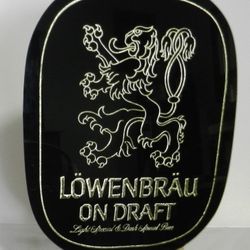 LÖWENBRÄU
ON DRAFT
Light Special & Dark Special Beer